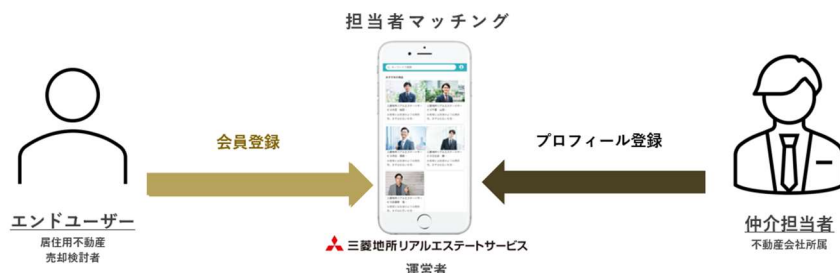 担当者マッチング
会員登録
プロフィール登録
エンドユーザー
居住用不動産
売却検討者
三菱地所リアルエステートサービス
運営者
仲介担当者
不動産会社所属